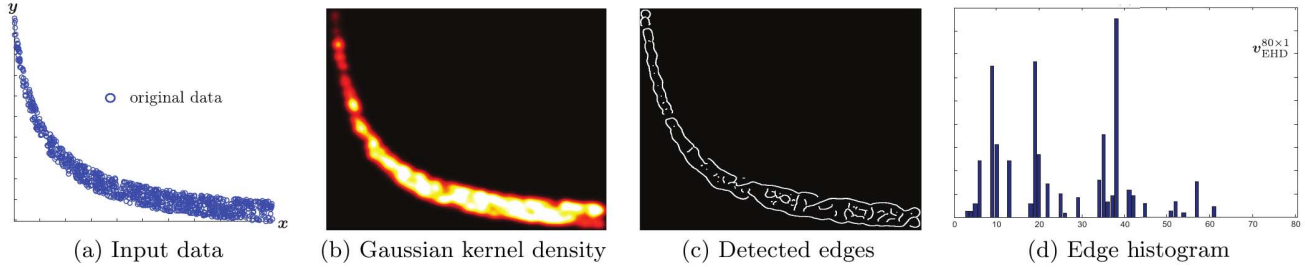 y
original data
x
v_EHD^80×1
0 10 20 30 40 50 60 70 80
(a) Input data
(b) Gaussian kernel density
(c) Detected edges
(d) Edge histogram